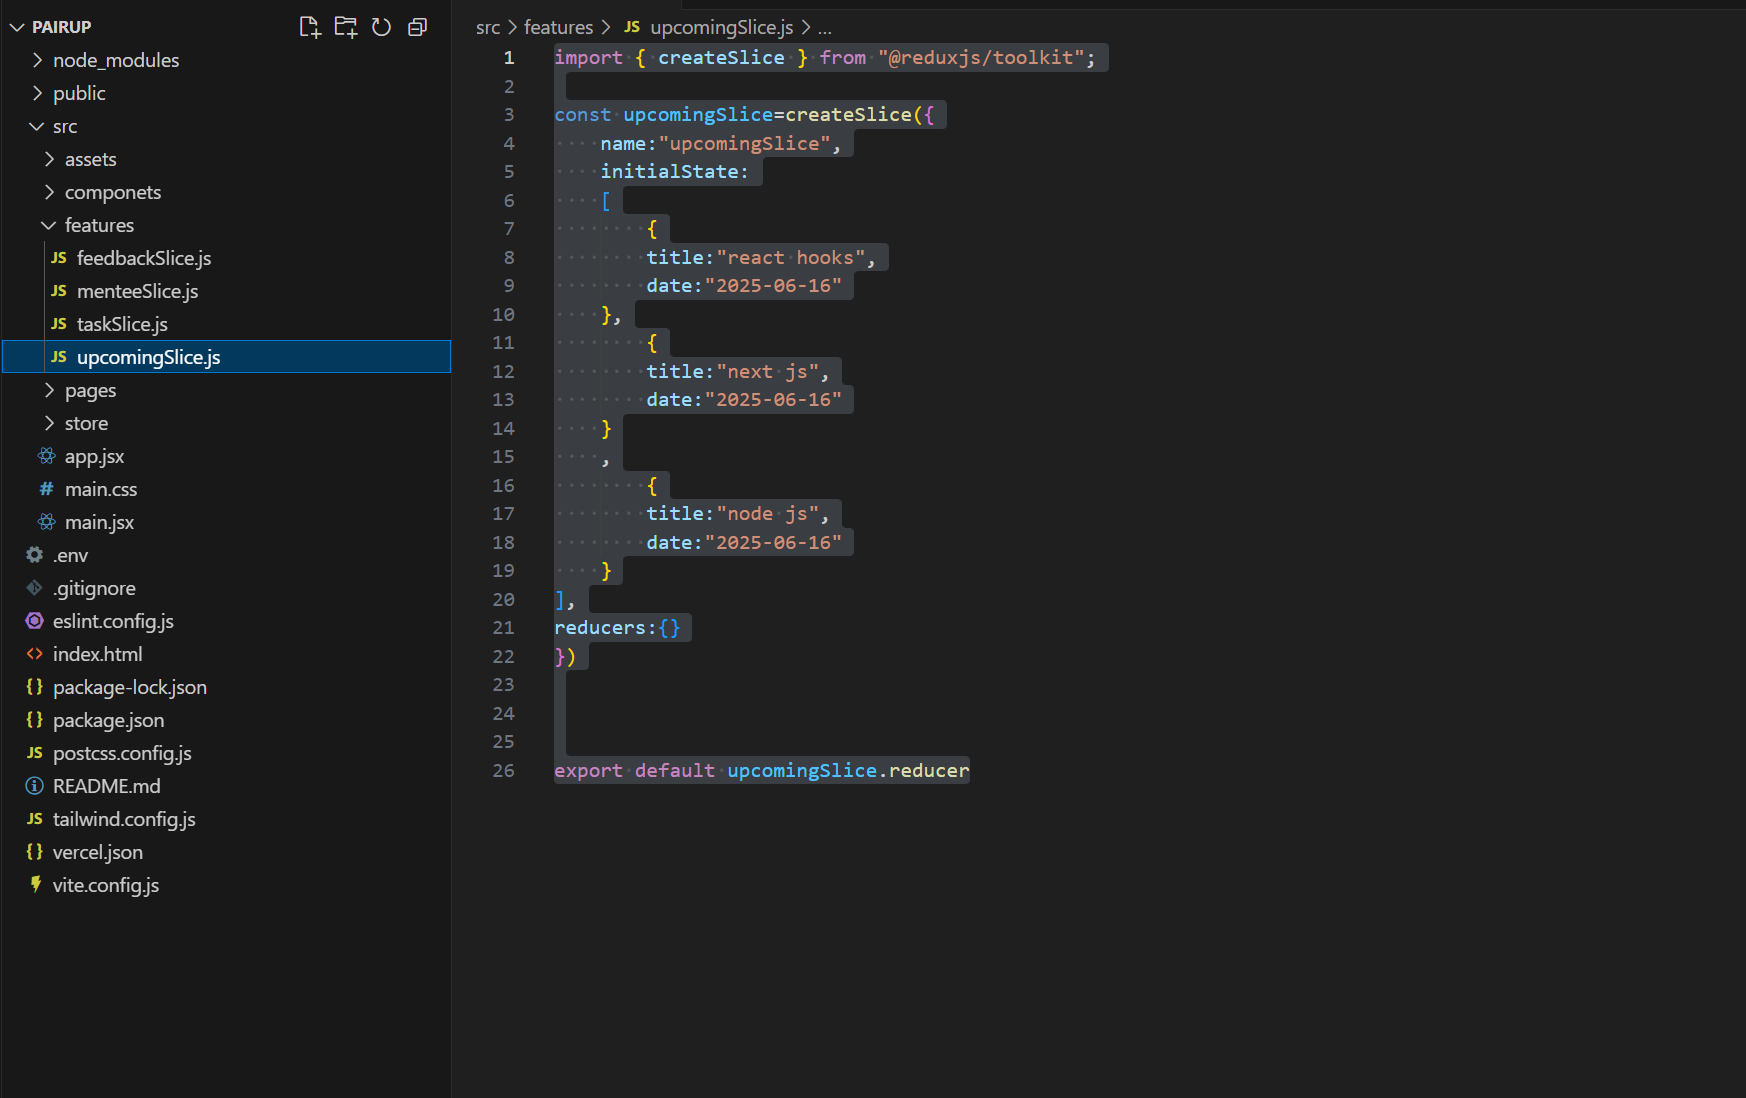 PAIRUP
node_modules
public
src
assets
componets
features
JS feedbackSlice.js
JS menteeSlice.js
JS taskSlice.js
JS upcomingSlice.js
pages
store
app.jsx
# main.css
main.jsx
.env
.gitignore
eslint.config.js
<> index.html
{} package-lock.json
{} package.json
JS postcss.config.js
README.md
JS tailwind.config.js
{} vercel.json
vite.config.js
src > features > JS upcomingSlice.js > ...
1 import { createSlice } from "@reduxjs/toolkit";
2
3 const upcomingSlice=createSlice({
4     name:"upcomingSlice",
5     initialState:
6     [
7         {
8         title:"react hooks",
9         date:"2025-06-16"
10     },
11         {
12         title:"next js",
13         date:"2025-06-16"
14     }
15     ,
16         {
17         title:"node js",
18         date:"2025-06-16"
19     }
20 ],
21 reducers:{}
22 })
23
24
25
26 export default upcomingSlice.reducer